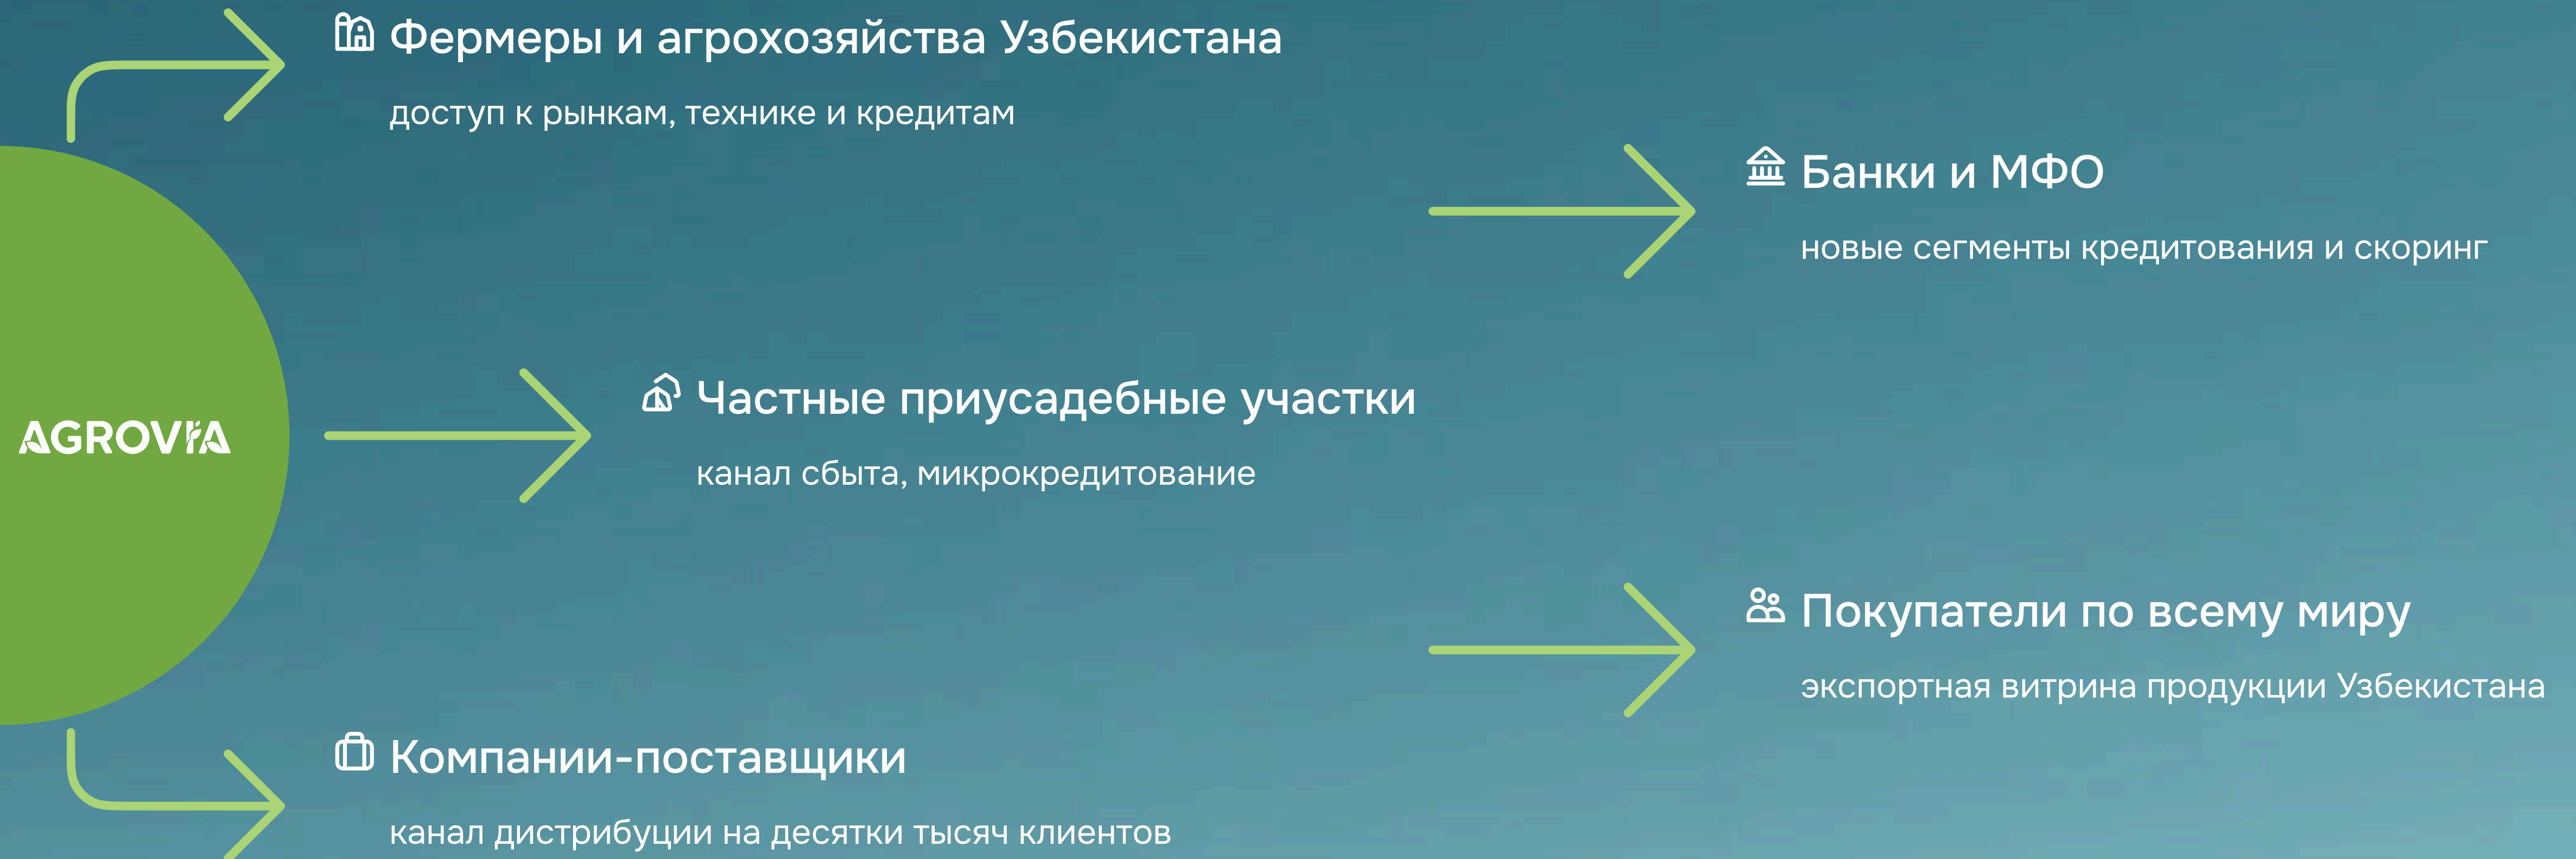 Фермеры и агрохозяйства Узбекистана
доступ к рынкам, технике и кредитам
Банки и МФО
новые сегменты кредитования и скоринг
AGROVIA
Частные приусадебные участки
канал сбыта, микрокредитование
Покупатели по всему миру
экспортная витрина продукции Узбекистана
Компании-поставщики
канал дистрибуции на десятки тысяч клиентов